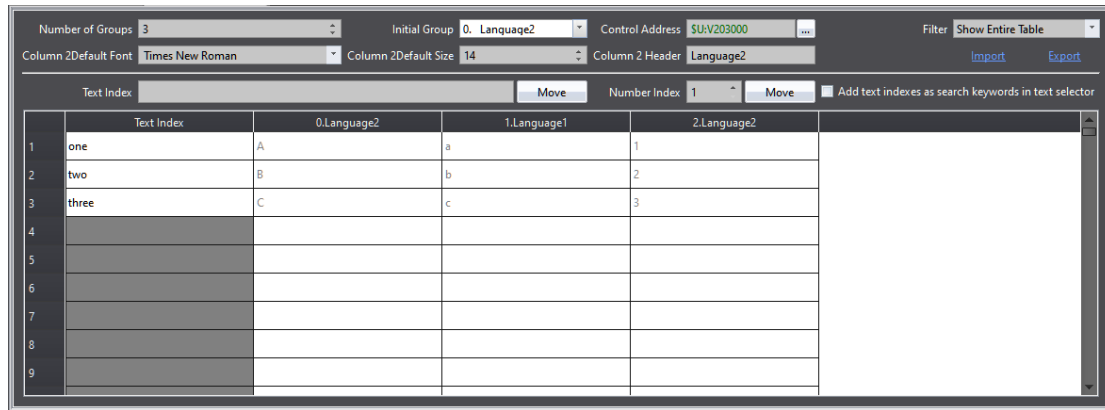 Number of Groups 3 Initial Group 0. Language2 Control Address $U:V203000 ... Filter Show Entire Table
Column 2Default Font Times New Roman Column 2Default Size 14 Column 2 Header Language2 Import Export
Text Index Move Number Index 1 Move Add text indexes as search keywords in text selector
Text Index 0.Language2 1.Language1 2.Language2
1 one A a 1
2 two B b 2
3 three C c 3
4
5
6
7
8
9